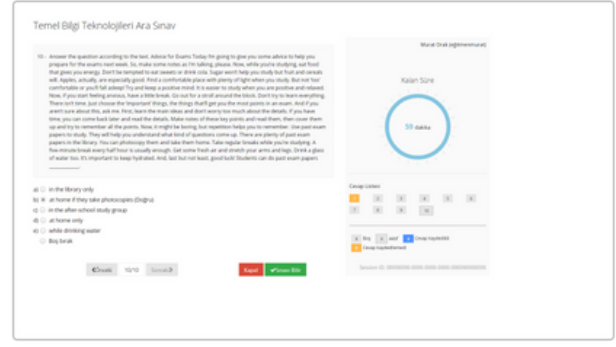 Temel Bilgi Teknolojileri Ara Sınav
Murat Orak (egitmenmurat)
10 - Answer the question according to the text. Advice for Exams Today I'm going to give you some advice to help you
prepare for the exams next week. So, make some notes as I'm talking, please. Now, while you're studying, eat food
that gives you energy. Don't be tempted to eat sweets or drink cola. Sugar won't help you study but fruit and cereals
will. Apples, actually, are especially good. Find a comfortable place with plenty of light when you study. But not too
comfortable or you'll fall asleep! Try and keep a positive mind. It is easier to study when you are positive and relaxed.
Now, if you start feeling anxious, have a little break. Go out for a stroll around the block. Don't try to learn everything.
There isn't time. Just choose the 'important' things, the things that'll get you the most points in an exam. And if you
aren't sure about this, ask me. First, learn the main ideas and don't worry too much about the details. If you have
time, you can come back later and read the details. Make notes of these key points and read them, then cover them
up and try to remember all the points. Now, it might be boring, but repetition helps you to remember. Use past exam
papers to study. They will help you understand what kind of questions come up. There are plenty of past exam
papers in the library. You can photocopy them and take them home. Take regular breaks while you're studying. A
five-minute break every half hour is usually enough. Get some fresh air and stretch your arms and legs. Drink a glass
of water too. It's important to keep hydrated. And, last but not least, good luck! Students can do past exam papers
____________.
Kalan Süre
59 dakika
a) in the library only
b) at home if they take photocopies (Doğru)
c) in the after-school study group
d) at home only
e) while drinking water
Boş bırak
Önceki 10/10 Sonraki Kapat Sınavı Bitir
Cevap Listesi
1 2 3 4 5 6
7 8 9 10
Boş Aktif Cevap Kaydedildi
Cevap Kaydedilemedi